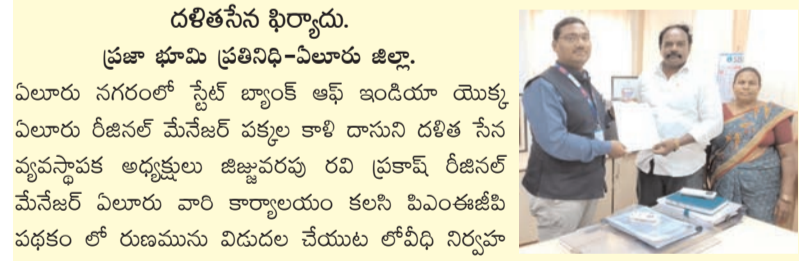 దళితసేన ఫిర్యాదు.
ప్రజా భూమి ప్రతినిధి-ఏలూరు జిల్లా.
ఏలూరు నగరంలో స్టేట్ బ్యాంక్ ఆఫ్ ఇండియా యొక్క
ఏలూరు రీజినల్ మేనేజర్ పక్కల కాళి దాసుని దళిత సేన
వ్యవస్థాపక అధ్యక్షులు జిజ్జువరపు రవి ప్రకాష్ రీజినల్
మేనేజర్ ఏలూరు వారి కార్యాలయం కలసి పిఎంఈజీపి
పథకం లో రుణమును విడుదల చేయుట లోవిధి నిర్వహ